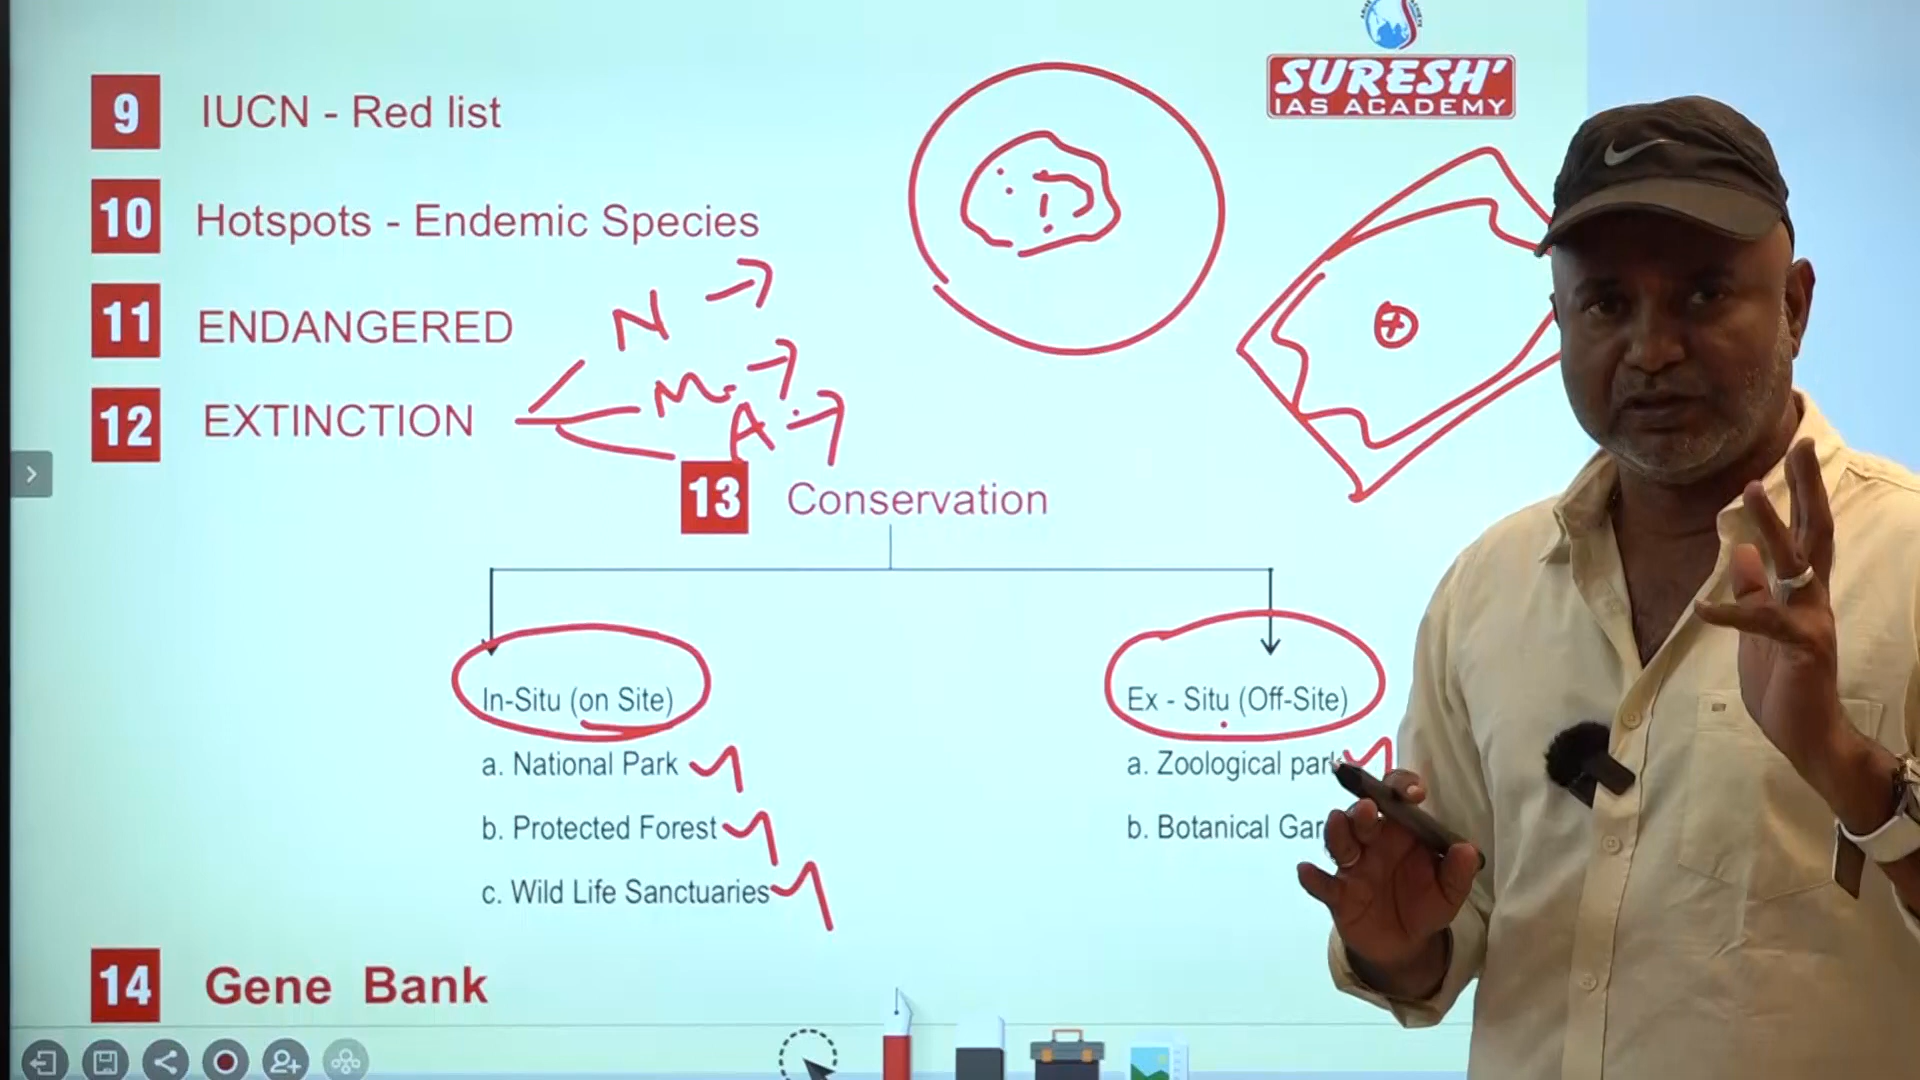 SURESH'
IAS ACADEMY
9 IUCN - Red list
10 Hotspots - Endemic Species
11 ENDANGERED
12 EXTINCTION
N →
M. →
A. →
13 Conservation
In-Situ (on Site)
a. National Park
b. Protected Forest
c. Wild Life Sanctuaries
Ex - Situ (Off-Site)
a. Zoological park
b. Botanical Gar
14 Gene Bank